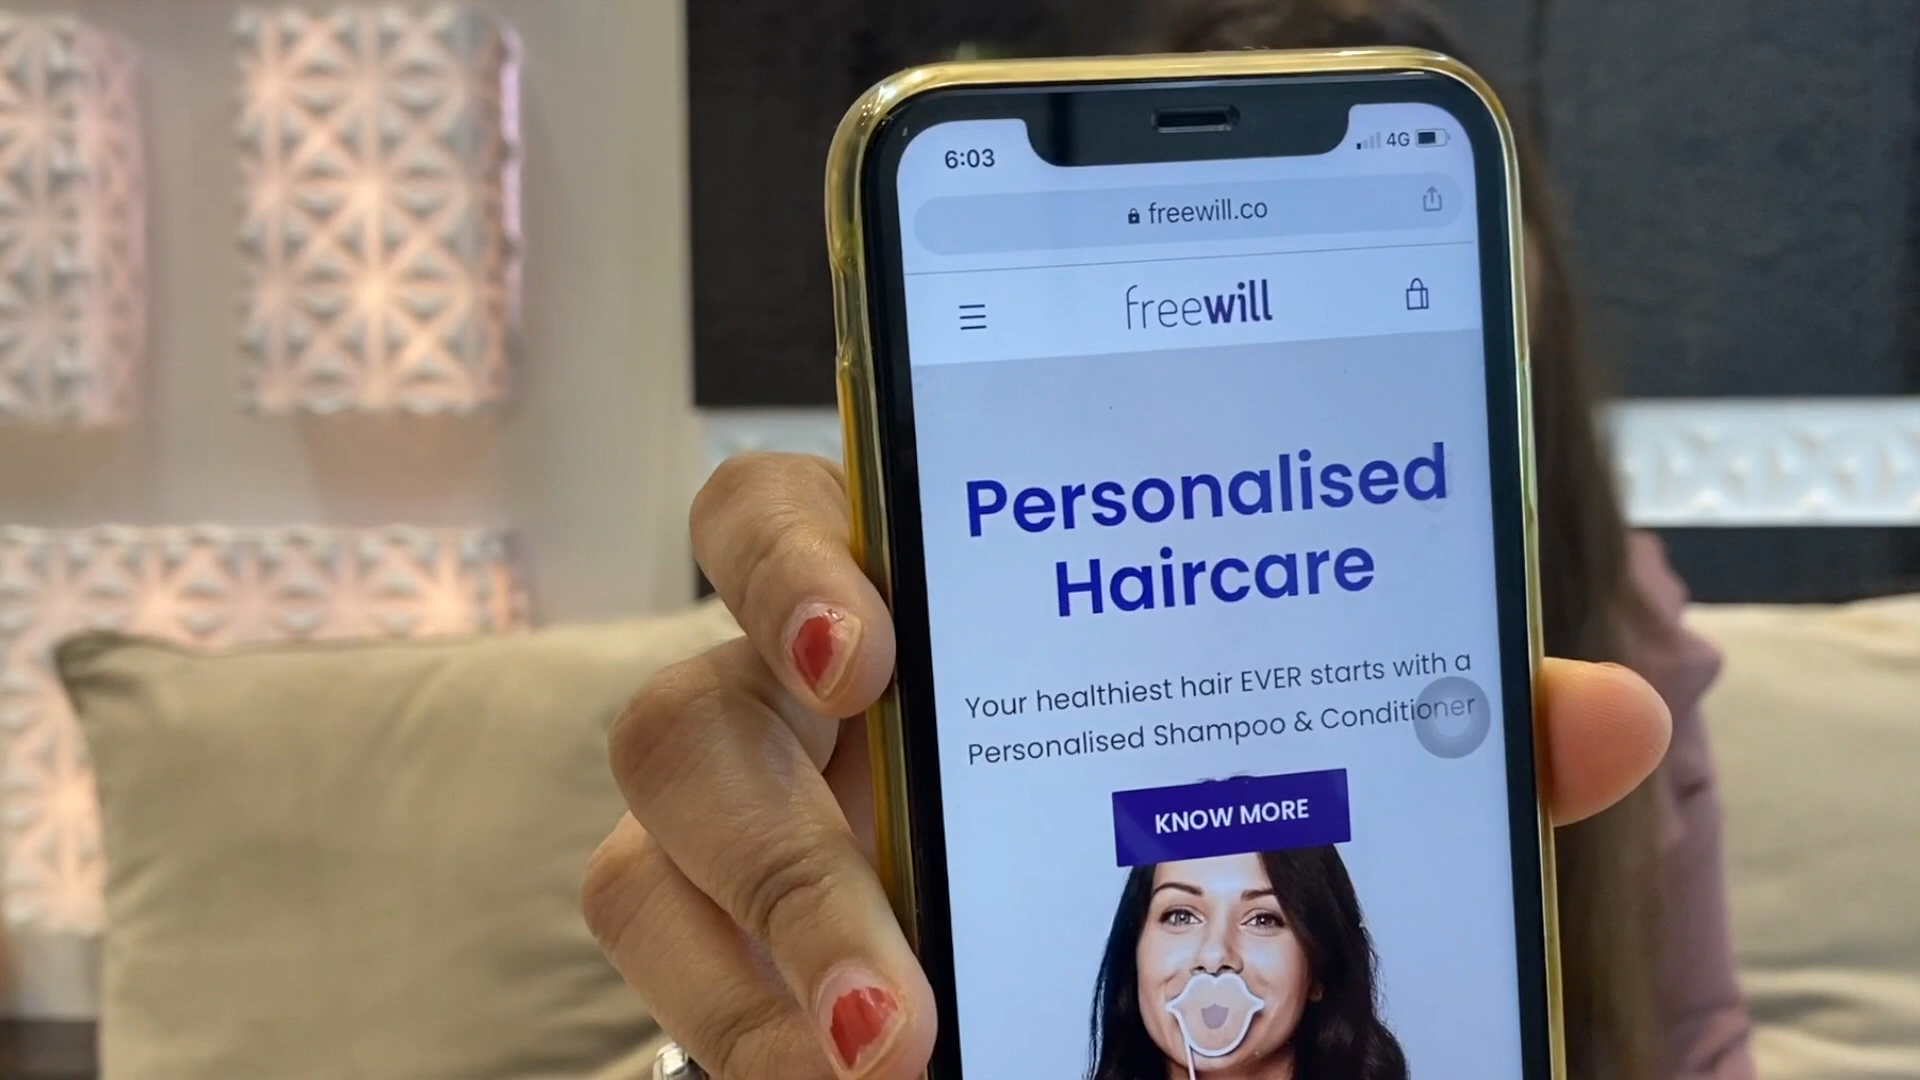 6:03
4G
freewill.co
freewill
Personalised
Haircare
Your healthiest hair EVER starts with a
Personalised Shampoo & Conditioner
KNOW MORE